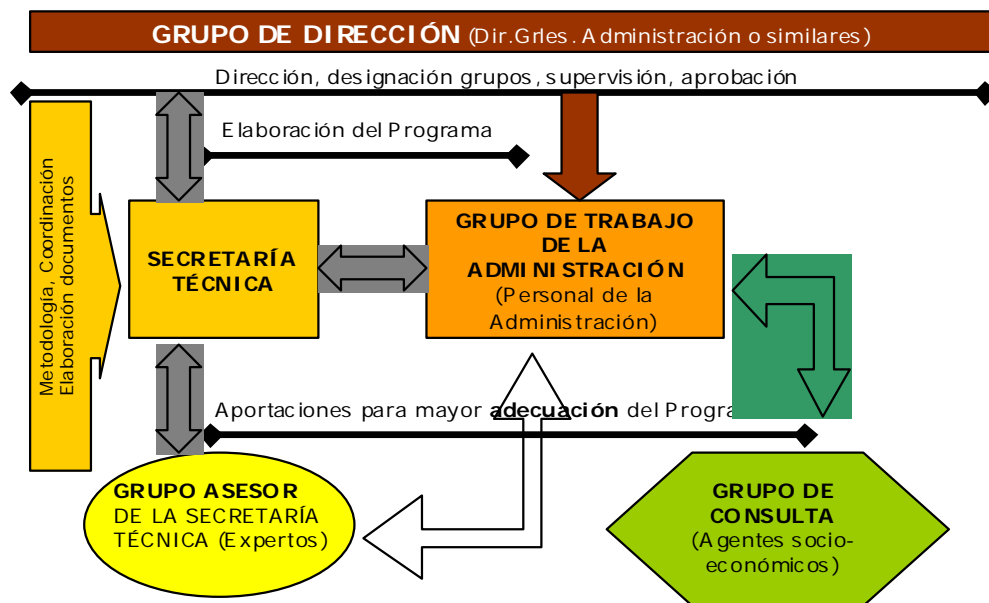 GRUPO DE DIRECCIÓN (Dir.Grles. Administración o similares)
Dirección, designación grupos, supervisión, aprobación
Elaboración del Programa
Metodología, Coordinación
Elaboración documentos
SECRETARÍA
TÉCNICA
GRUPO DE TRABAJO
DE LA
ADMINISTRACIÓN
(Personal de la
Administración)
Aportaciones para mayor adecuación del Progra
GRUPO ASESOR
DE LA SECRETARÍA
TÉCNICA (Expertos)
GRUPO DE
CONSULTA
(Agentes socio-
económicos)